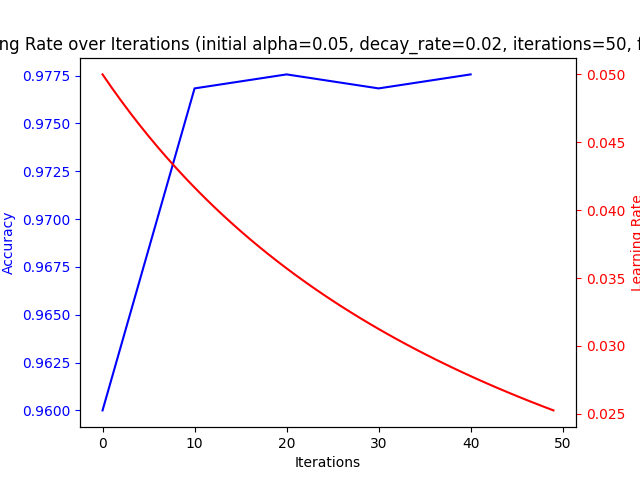 ng Rate over Iterations (initial alpha=0.05, decay_rate=0.02, iterations=50, f
0.9775
0.9750
0.9725
0.9700
0.9675
0.9650
0.9625
0.9600
Accuracy
0.050
0.045
0.040
0.035
0.030
0.025
Learning Rate
0 10 20 30 40 50
Iterations